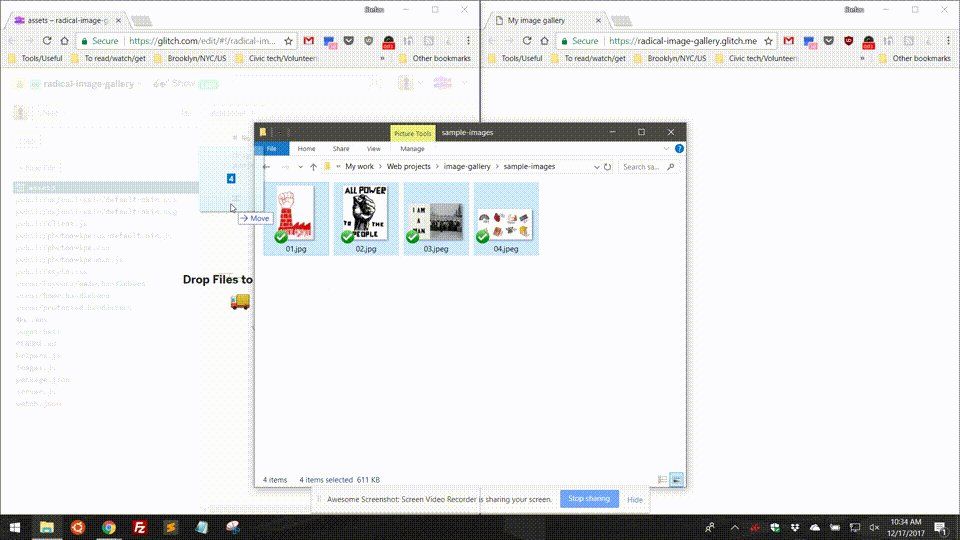 Stefan
Stefan
assets – radical-image-g
My image gallery
Secure
https://glitch.com/edit/#!/radical-im...
Secure
https://radical-image-gallery.glitch.me
Tools/Useful
To read/watch/get
Brooklyn/NYC/US
Civic tech/Volunteer
»
Other bookmarks
Tools/Useful
To read/watch/get
Brooklyn/NYC/US
Civic tech/Volunteer
»
Other bookmarks
radical-image-gallery
Show
Picture Tools
sample-images
File
Home
Share
View
Manage
My work
Web projects
image-gallery
sample-images
Search sa...
4
Move
ALL POWER
TO THE
PEOPLE
I AM
A
MAN
01.jpg
02.jpg
03.jpeg
04.jpeg
Drop Files to
package.json
server.js
4 items
4 items selected
611 KB
Awesome Screenshot: Screen Video Recorder is sharing your screen.
Stop sharing
Hide
10:34 AM
12/17/2017